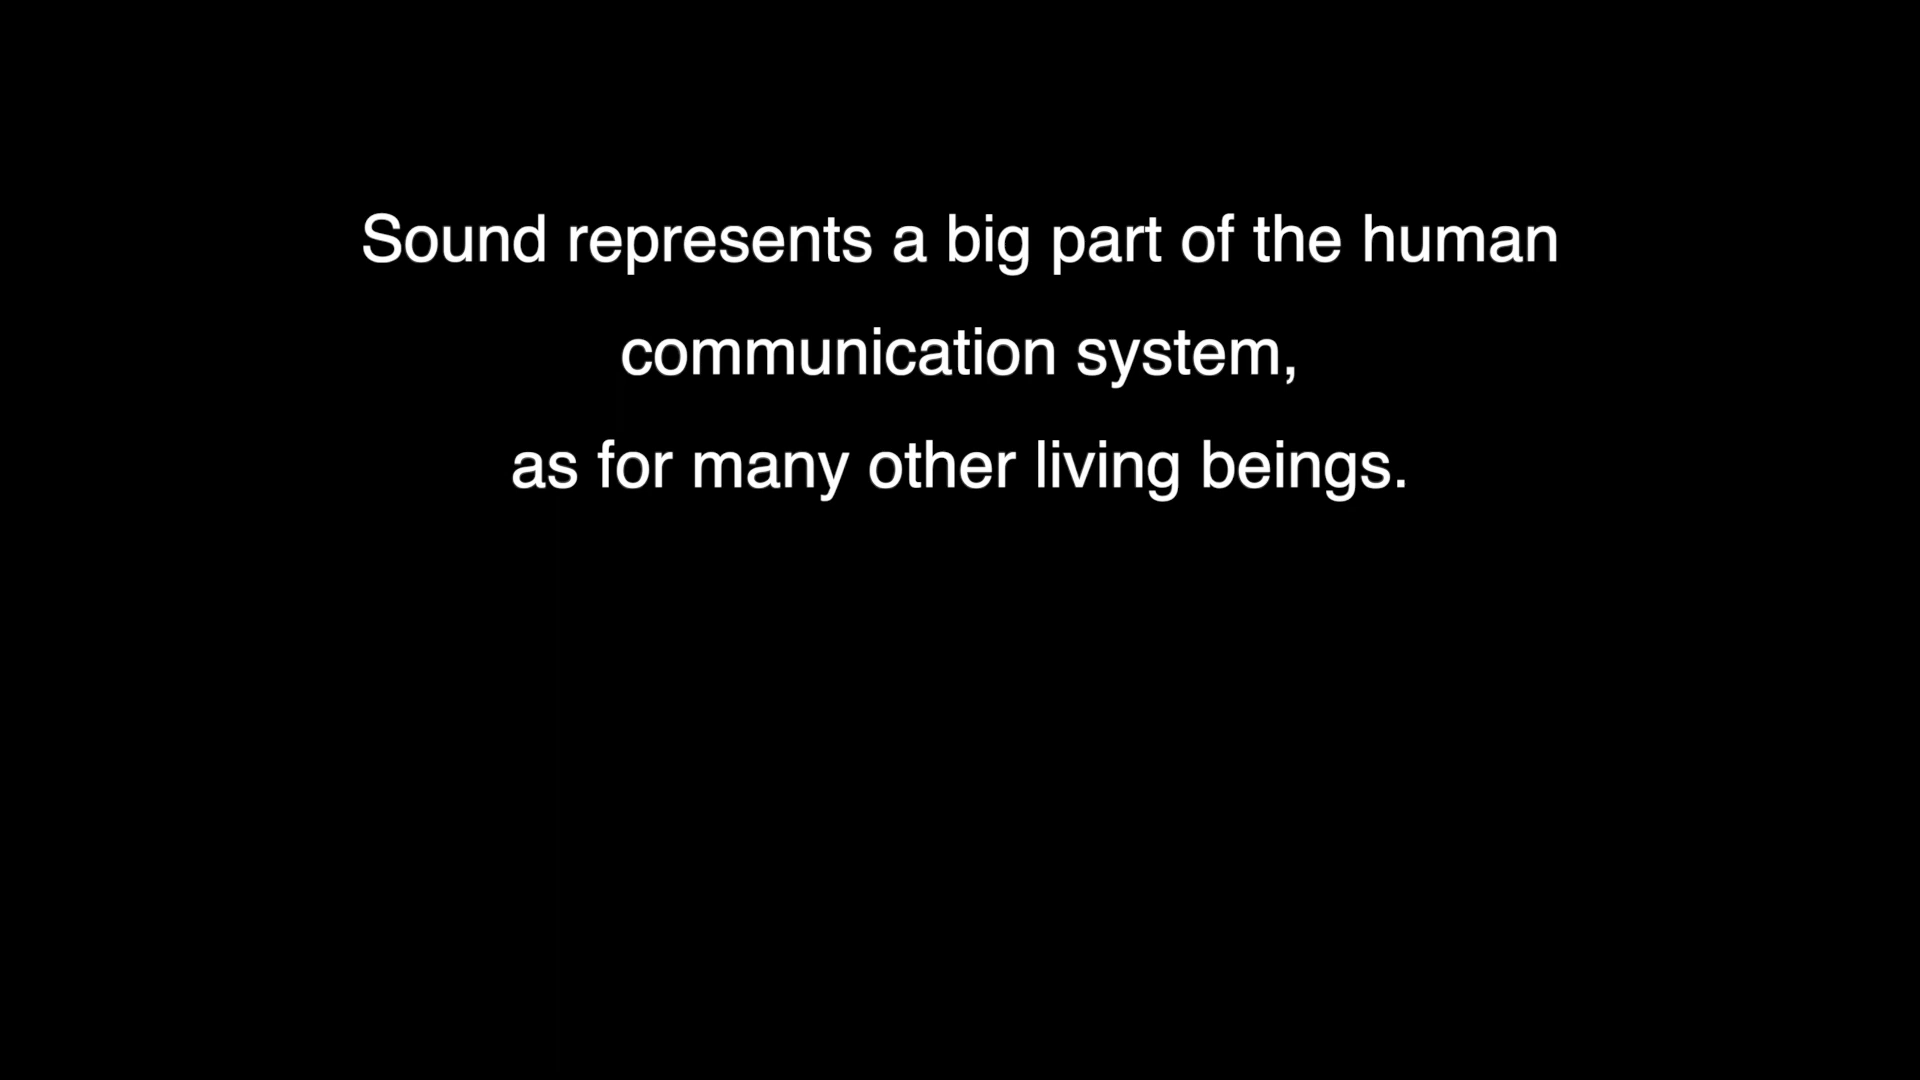 Sound represents a big part of the human
communication system,
as for many other living beings.